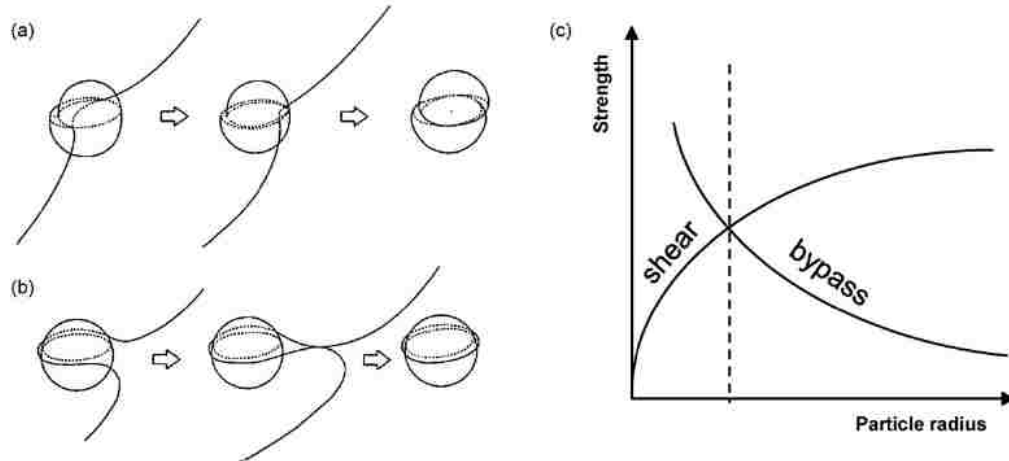 (a)
(b)
(c)
Strength
shear
bypass
Particle radius